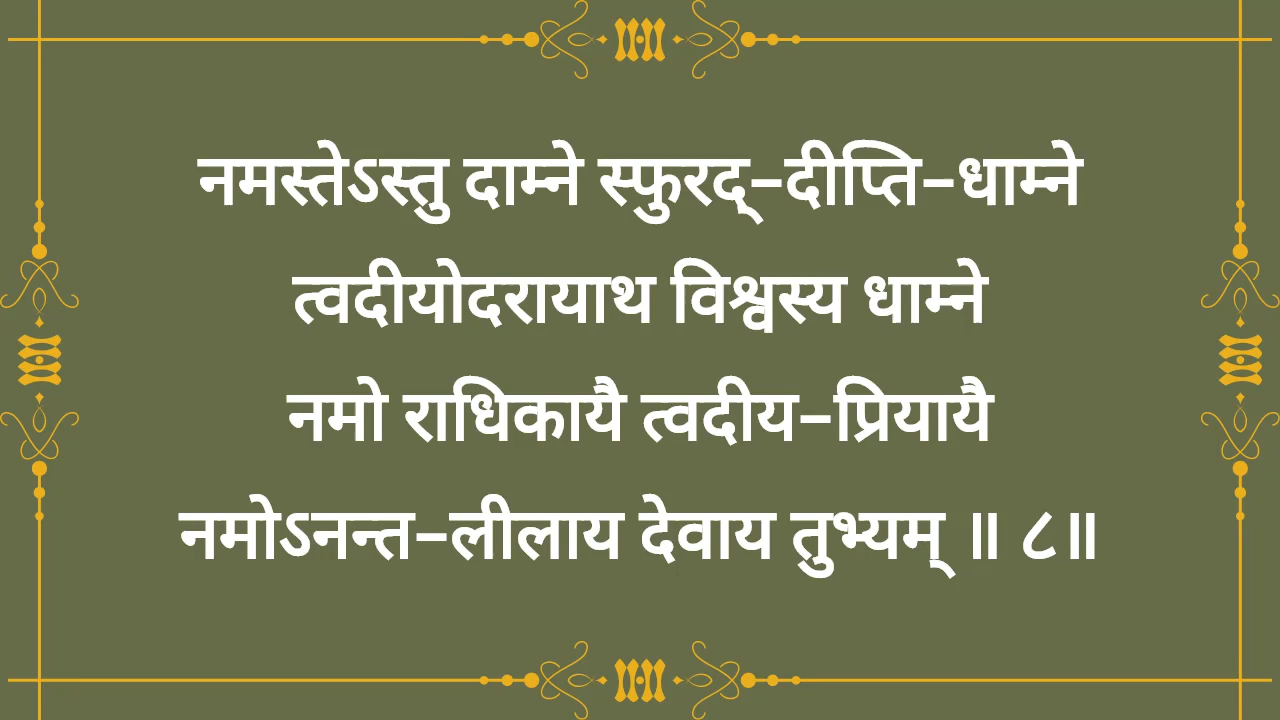 नमस्तेऽस्तु दाम्ने स्फुरद्–दीप्ति–धाम्ने
त्वदीयोदरायाथ विश्वस्य धाम्ने
नमो राधिकायै त्वदीय–प्रियायै
नमोऽनन्त–लीलाय देवाय तुभ्यम् ॥ ८॥